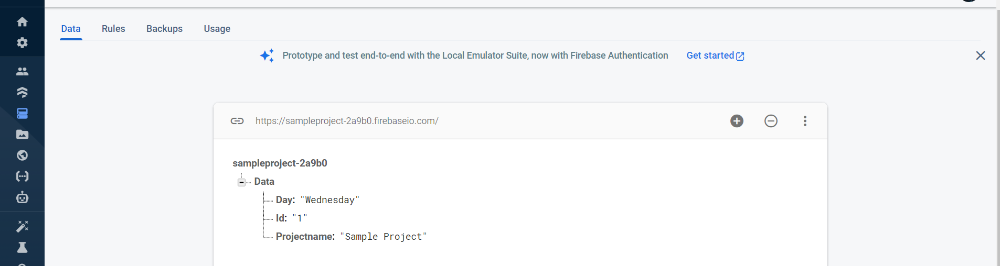 Data Rules Backups Usage
Prototype and test end-to-end with the Local Emulator Suite, now with Firebase Authentication Get started
https://sampleproject-2a9b0.firebaseio.com/
sampleproject-2a9b0
Data
Day: "Wednesday"
Id: "1"
Projectname: "Sample Project"